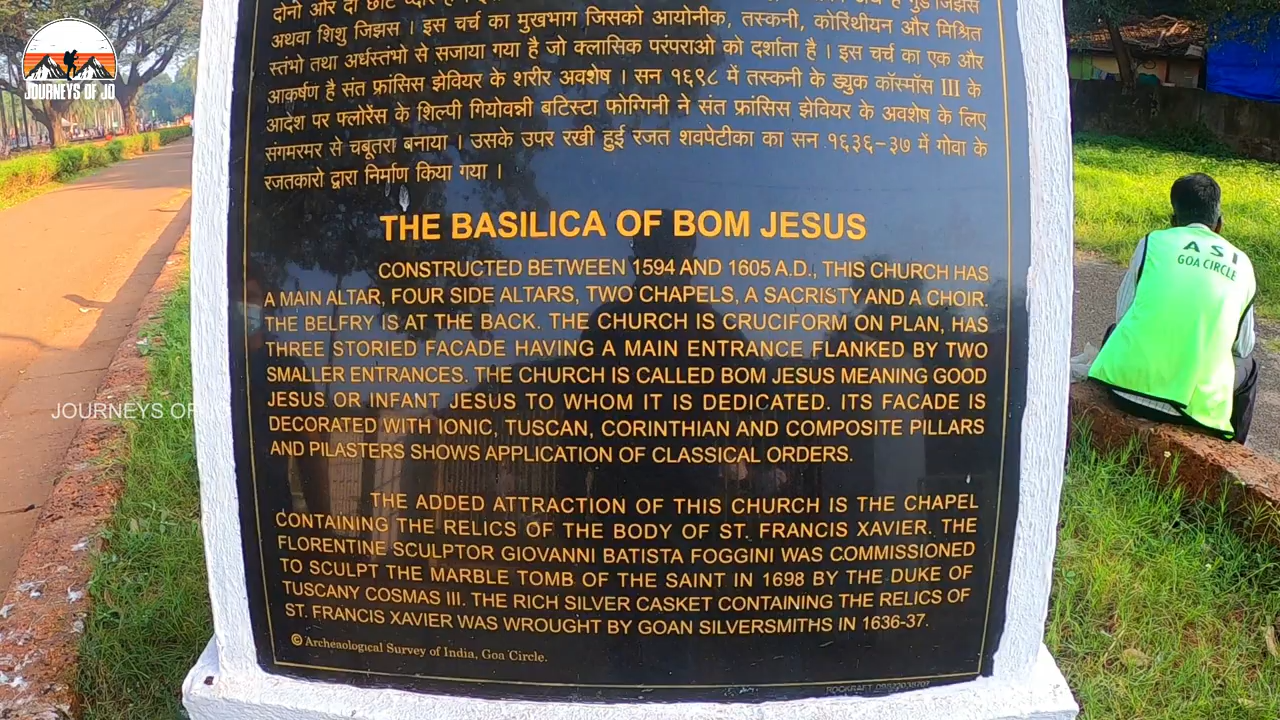 JOURNEYS OF JO
दोनो ओर दो छोटे
अथवा शिशु जिझस । इस चर्च का मुखभाग जिसको आयोनीक, तस्कनी, कोरिंथीयन और मिश्रित
स्तंभो तथा अर्धस्तंभो से सजाया गया है जो क्लासिक परंपराओ को दर्शाता है । इस चर्च का एक और
आकर्षण है संत फ्रांसिस झेवियर के शरीर अवशेष । सन १६९८ में तस्कनी के ड्युक कॉस्मॉस III के
आदेश पर फ्लोरेंस के शिल्पी गियोवन्नी बटिस्टा फोग्गिनी ने संत फ्रांसिस झेवियर के अवशेष के लिए
संगमरमर से चबूतरा बनाया । उसके उपर रखी हुई रजत शवपेटीका का सन १६३६-३७ में गोवा के
रजतकारो द्वारा निर्माण किया गया ।
THE BASILICA OF BOM JESUS
CONSTRUCTED BETWEEN 1594 AND 1605 A.D., THIS CHURCH HAS
A MAIN ALTAR, FOUR SIDE ALTARS, TWO CHAPELS, A SACRISTY AND A CHOIR.
THE BELFRY IS AT THE BACK. THE CHURCH IS CRUCIFORM ON PLAN, HAS
THREE STORIED FACADE HAVING A MAIN ENTRANCE FLANKED BY TWO
SMALLER ENTRANCES. THE CHURCH IS CALLED BOM JESUS MEANING GOOD
JESUS OR INFANT JESUS TO WHOM IT IS DEDICATED. ITS FACADE IS
DECORATED WITH IONIC, TUSCAN, CORINTHIAN AND COMPOSITE PILLARS
AND PILASTERS SHOWS APPLICATION OF CLASSICAL ORDERS.
THE ADDED ATTRACTION OF THIS CHURCH IS THE CHAPEL
CONTAINING THE RELICS OF THE BODY OF ST. FRANCIS XAVIER. THE
FLORENTINE SCULPTOR GIOVANNI BATISTA FOGGINI WAS COMMISSIONED
TO SCULPT THE MARBLE TOMB OF THE SAINT IN 1698 BY THE DUKE OF
TUSCANY COSMAS III. THE RICH SILVER CASKET CONTAINING THE RELICS OF
ST. FRANCIS XAVIER WAS WROUGHT BY GOAN SILVERSMITHS IN 1636-37.
© Archeaological Survey of India, Goa Circle.
ROCKRAFT
JOURNEYS OF JO
ASI
GOA CIRCLE